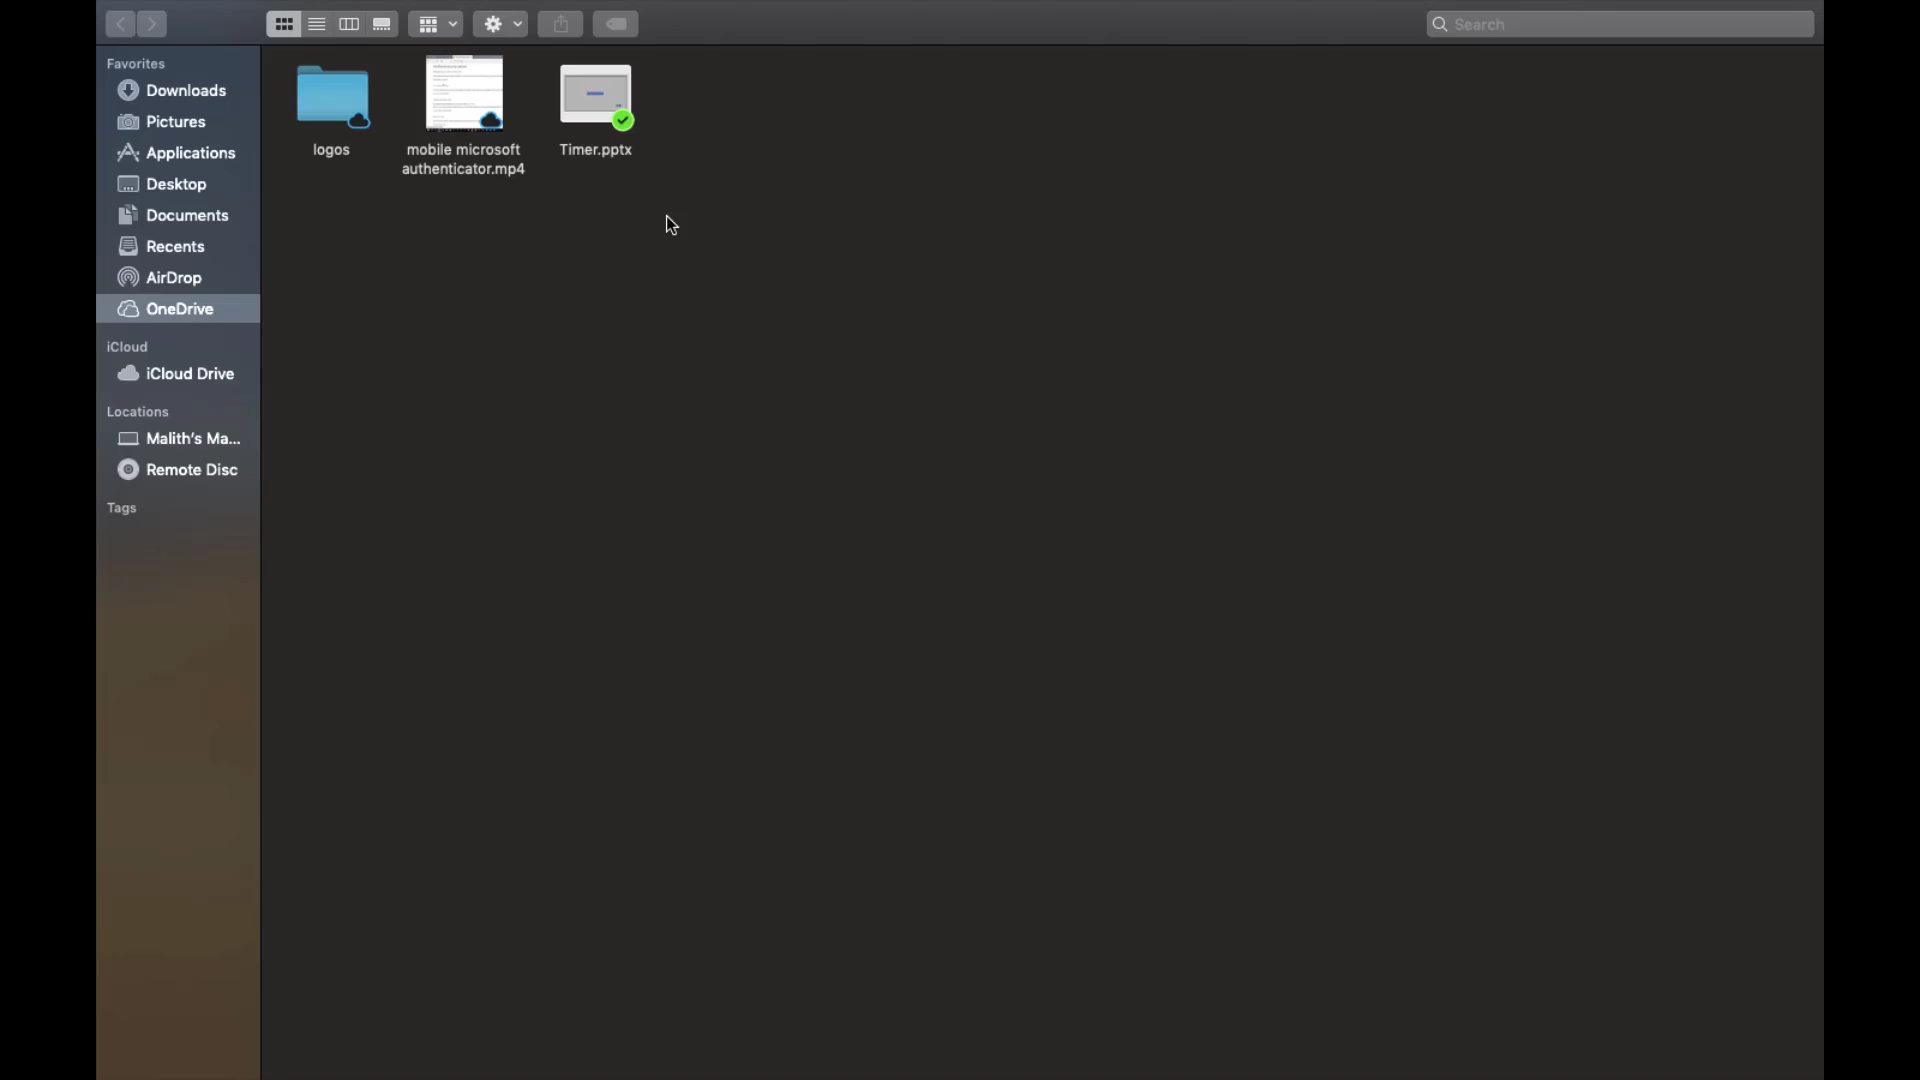 Search
Favorites
Downloads
Pictures
Applications
Desktop
Documents
Recents
AirDrop
OneDrive
iCloud
iCloud Drive
Locations
Malith's Ma...
Remote Disc
Tags
logos
mobile microsoft
authenticator.mp4
Timer.pptx